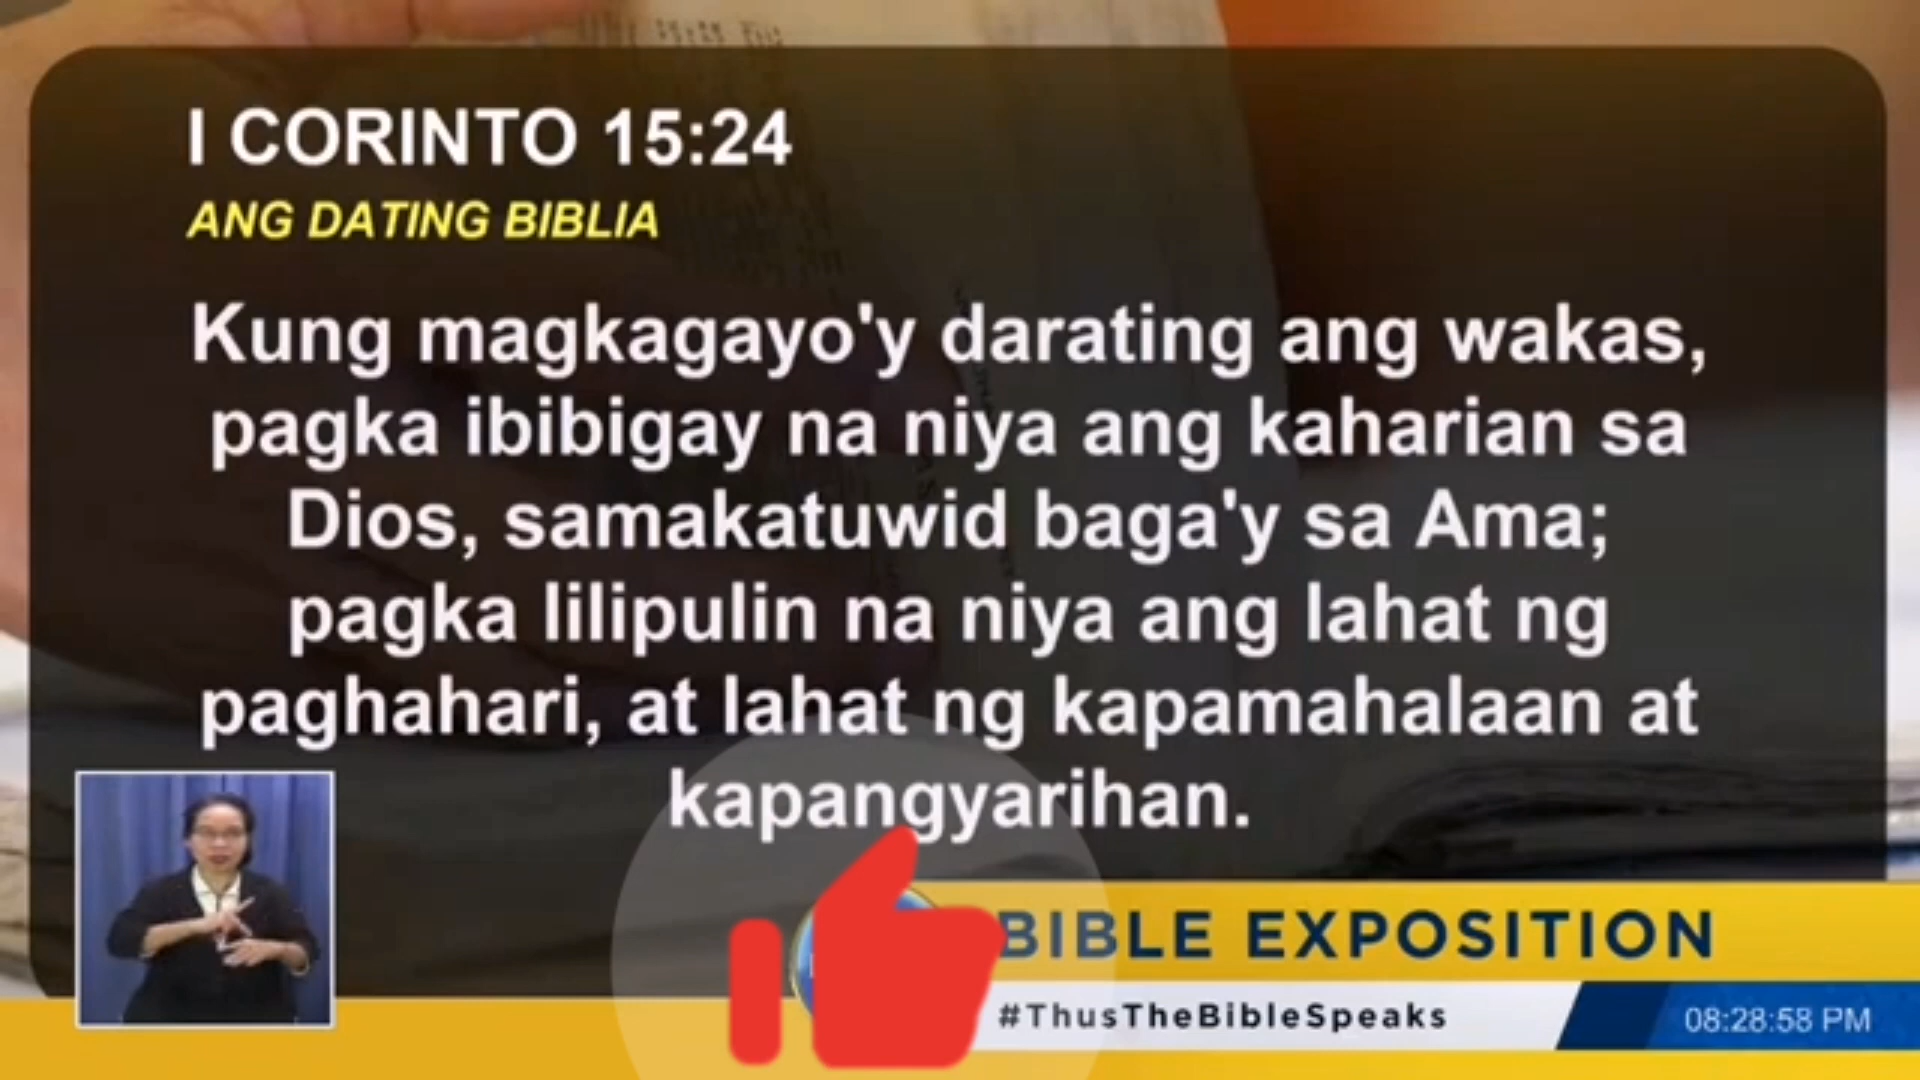 I CORINTO 15:24
ANG DATING BIBLIA
Kung magkagayo'y darating ang wakas,
pagka ibibigay na niya ang kaharian sa
Dios, samakatuwid baga'y sa Ama;
pagka lilipulin na niya ang lahat ng
paghahari, at lahat ng kapamahalaan at
kapangyarihan.
BIBLE EXPOSITION
#ThusTheBibleSpeaks
08:28:58 PM